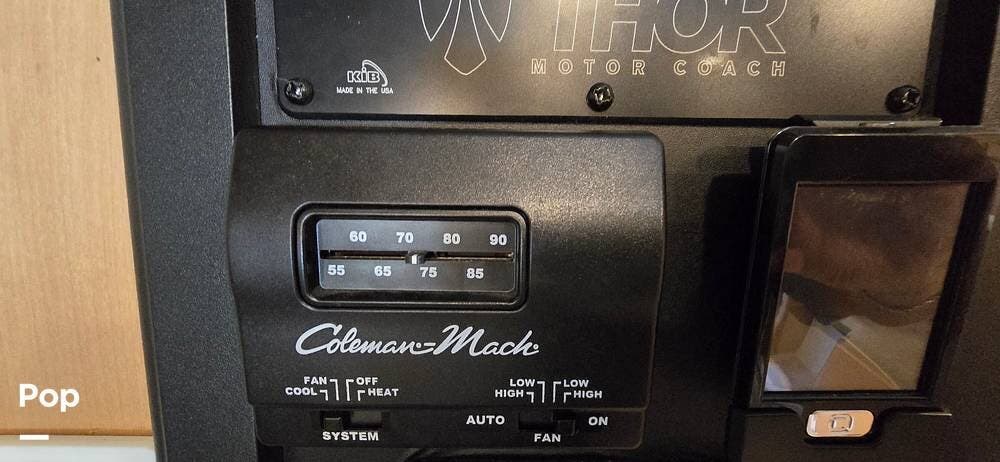 THOR
MOTOR COACH
KiB
MADE IN THE USA
60 70 80 90
55 65 75 85
Coleman-Mach
FAN OFF
COOL HEAT
LOW LOW
HIGH HIGH
AUTO ON
SYSTEM FAN
Pop